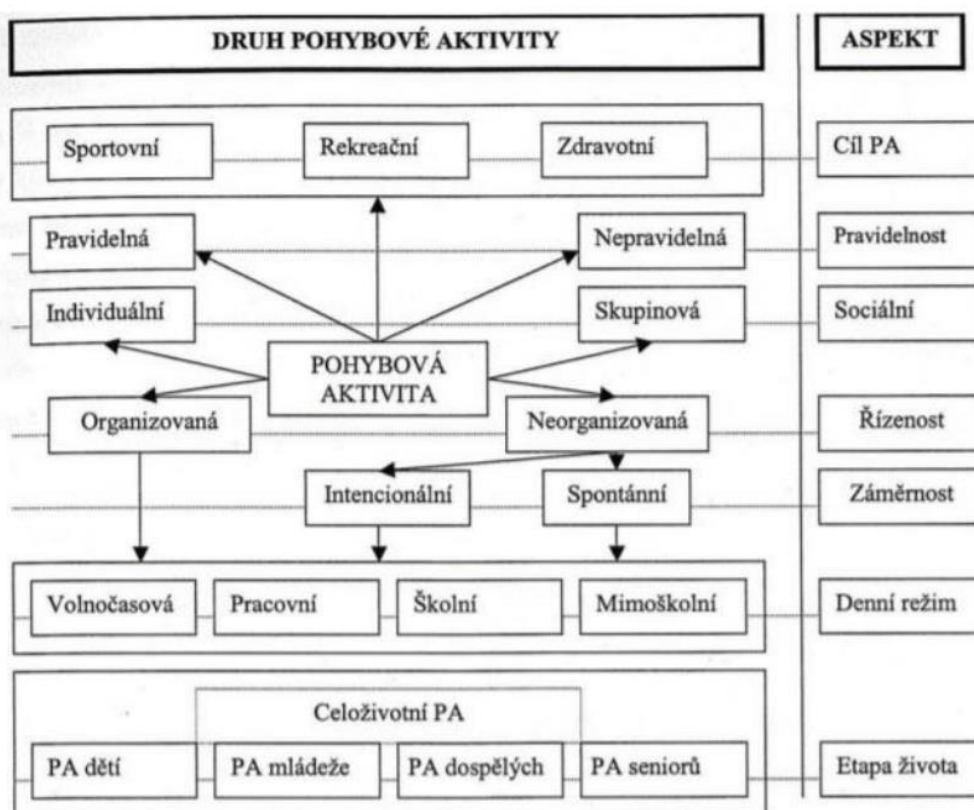 DRUH POHYBOVÉ AKTIVITY
ASPEKT
Sportovní
Rekreační
Zdravotní
Cíl PA
Pravidelná
Nepravidelná
Pravidelnost
Individuální
Skupinová
Sociální
POHYBOVÁ
AKTIVITA
Organizovaná
Neorganizovaná
Řízenost
Intencionální
Spontánní
Záměrnost
Volnočasová
Pracovní
Školní
Mimoškolní
Denní režim
Celoživotní PA
PA dětí
PA mládeže
PA dospělých
PA seniorů
Etapa života